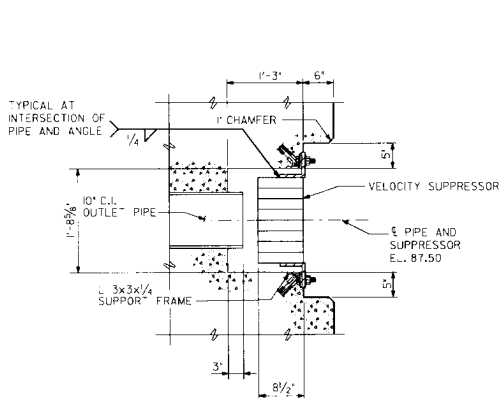 1'-3"
6"
TYPICAL AT
INTERSECTION OF
PIPE AND ANGLE
1/4
1" CHAMFER
5"
VELOCITY SUPPRESSOR
10" C.I.
OUTLET PIPE
1'-8 5/8"
℄ PIPE AND
SUPPRESSOR
EL. 87.50
L 3x3x1/4
SUPPORT FRAME
5"
3"
8 1/2"